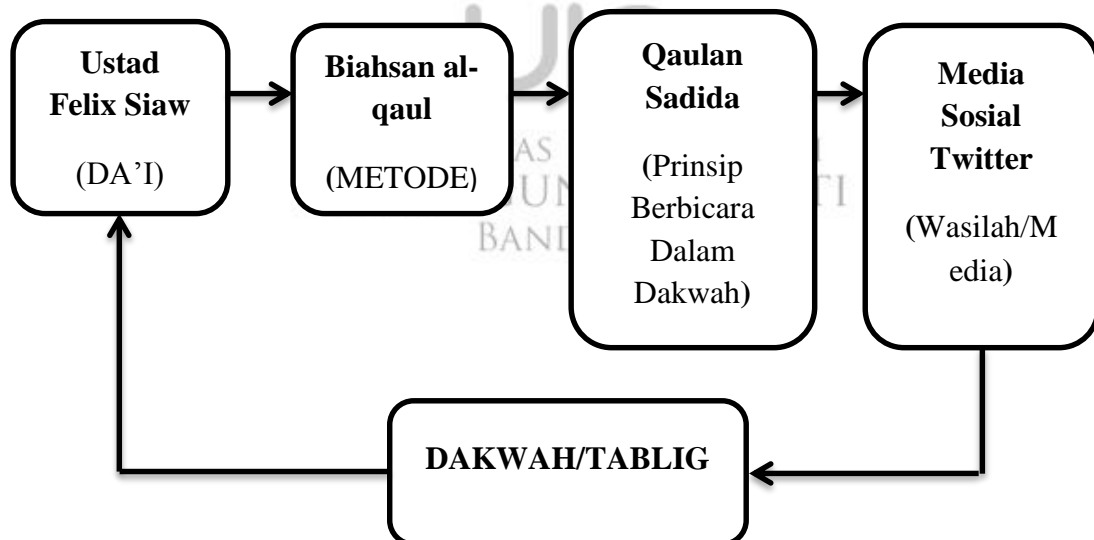 Ustad
Felix Siaw
(DA'I)
Biahsan al-
qaul
(METODE)
Qaulan
Sadida
(Prinsip
Berbicara
Dalam
Dakwah)
Media
Sosial
Twitter
(Wasilah/M
edia)
DAKWAH/TABLIG